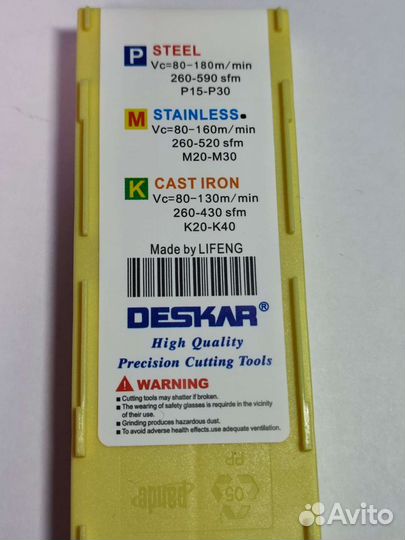 P STEEL
Vc=80-180m/min
260-590 sfm
P15-P30
M STAINLESS
Vc=80-160m/min
260-520 sfm
M20-M30
K CAST IRON
Vc=80-130m/min
260-430 sfm
K20-K40
Made by LIFENG
DESKAR®
High Quality
Precision Cutting Tools
WARNING
■ Cutting tools may shatter if broken.
■ The wearing of safety glasses is requirde in the vicinity
of their use.
■ Grinding produces hazardous dust.
■ To avoid adverse health effects.use adequate ventilation.
PP
05
Avito